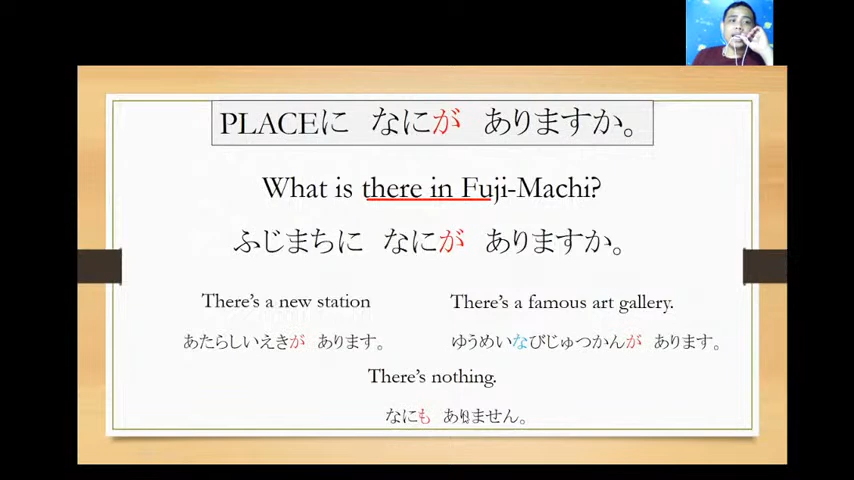 PLACEに なにが ありますか。
What is there in Fuji-Machi?
ふじまちに なにが ありますか。
There's a new station
There's a famous art gallery.
あたらしいえきが あります。
ゆうめいなびじゅつかんが あります。
There's nothing.
なにも ありません。